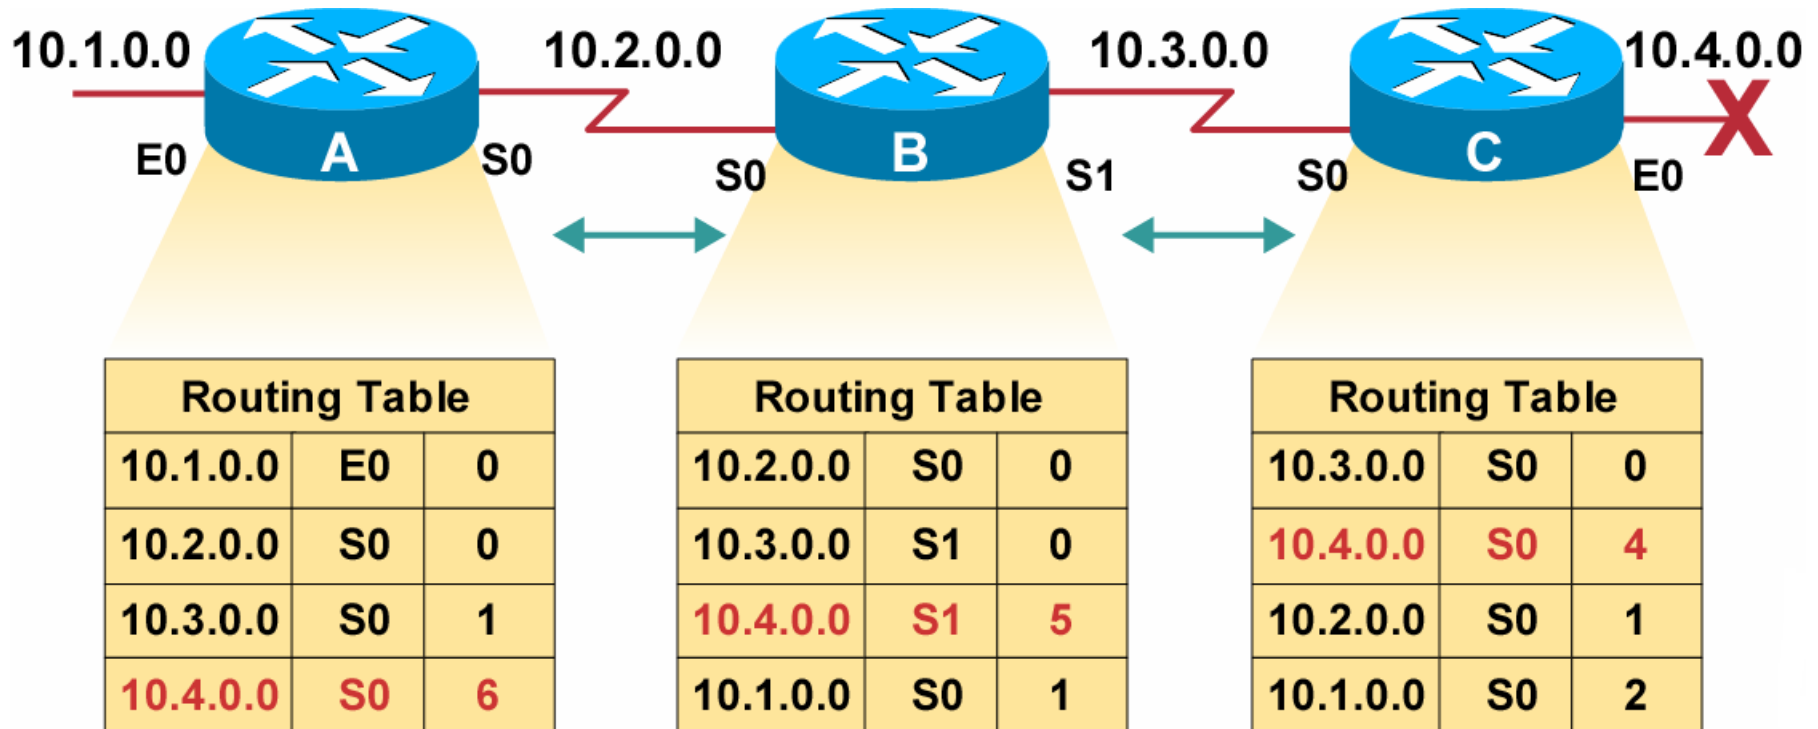 10.1.0.0 10.2.0.0 10.3.0.0 10.4.0.0
X
A B C
E0 S0 S0 S1 S0 E0
Routing Table Routing Table Routing Table
10.1.0.0 E0 0 10.2.0.0 S0 0 10.3.0.0 S0 0
10.2.0.0 S0 0 10.3.0.0 S1 0 10.4.0.0 S0 4
10.3.0.0 S0 1 10.4.0.0 S1 5 10.2.0.0 S0 1
10.4.0.0 S0 6 10.1.0.0 S0 1 10.1.0.0 S0 2